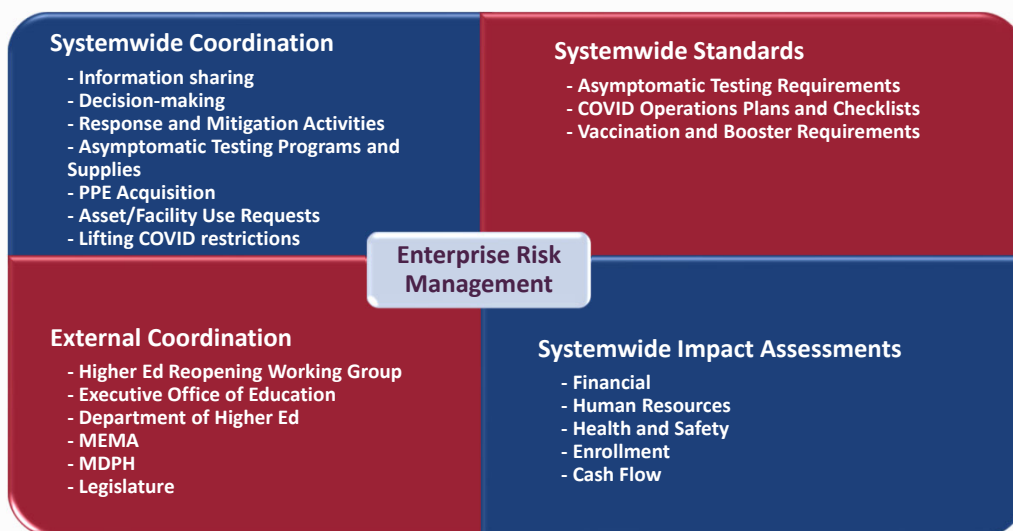 Systemwide Coordination
- Information sharing
- Decision-making
- Response and Mitigation Activities
- Asymptomatic Testing Programs and
Supplies
- PPE Acquisition
- Asset/Facility Use Requests
- Lifting COVID restrictions
Systemwide Standards
- Asymptomatic Testing Requirements
- COVID Operations Plans and Checklists
- Vaccination and Booster Requirements
Enterprise Risk
Management
External Coordination
- Higher Ed Reopening Working Group
- Executive Office of Education
- Department of Higher Ed
- MEMA
- MDPH
- Legislature
Systemwide Impact Assessments
- Financial
- Human Resources
- Health and Safety
- Enrollment
- Cash Flow